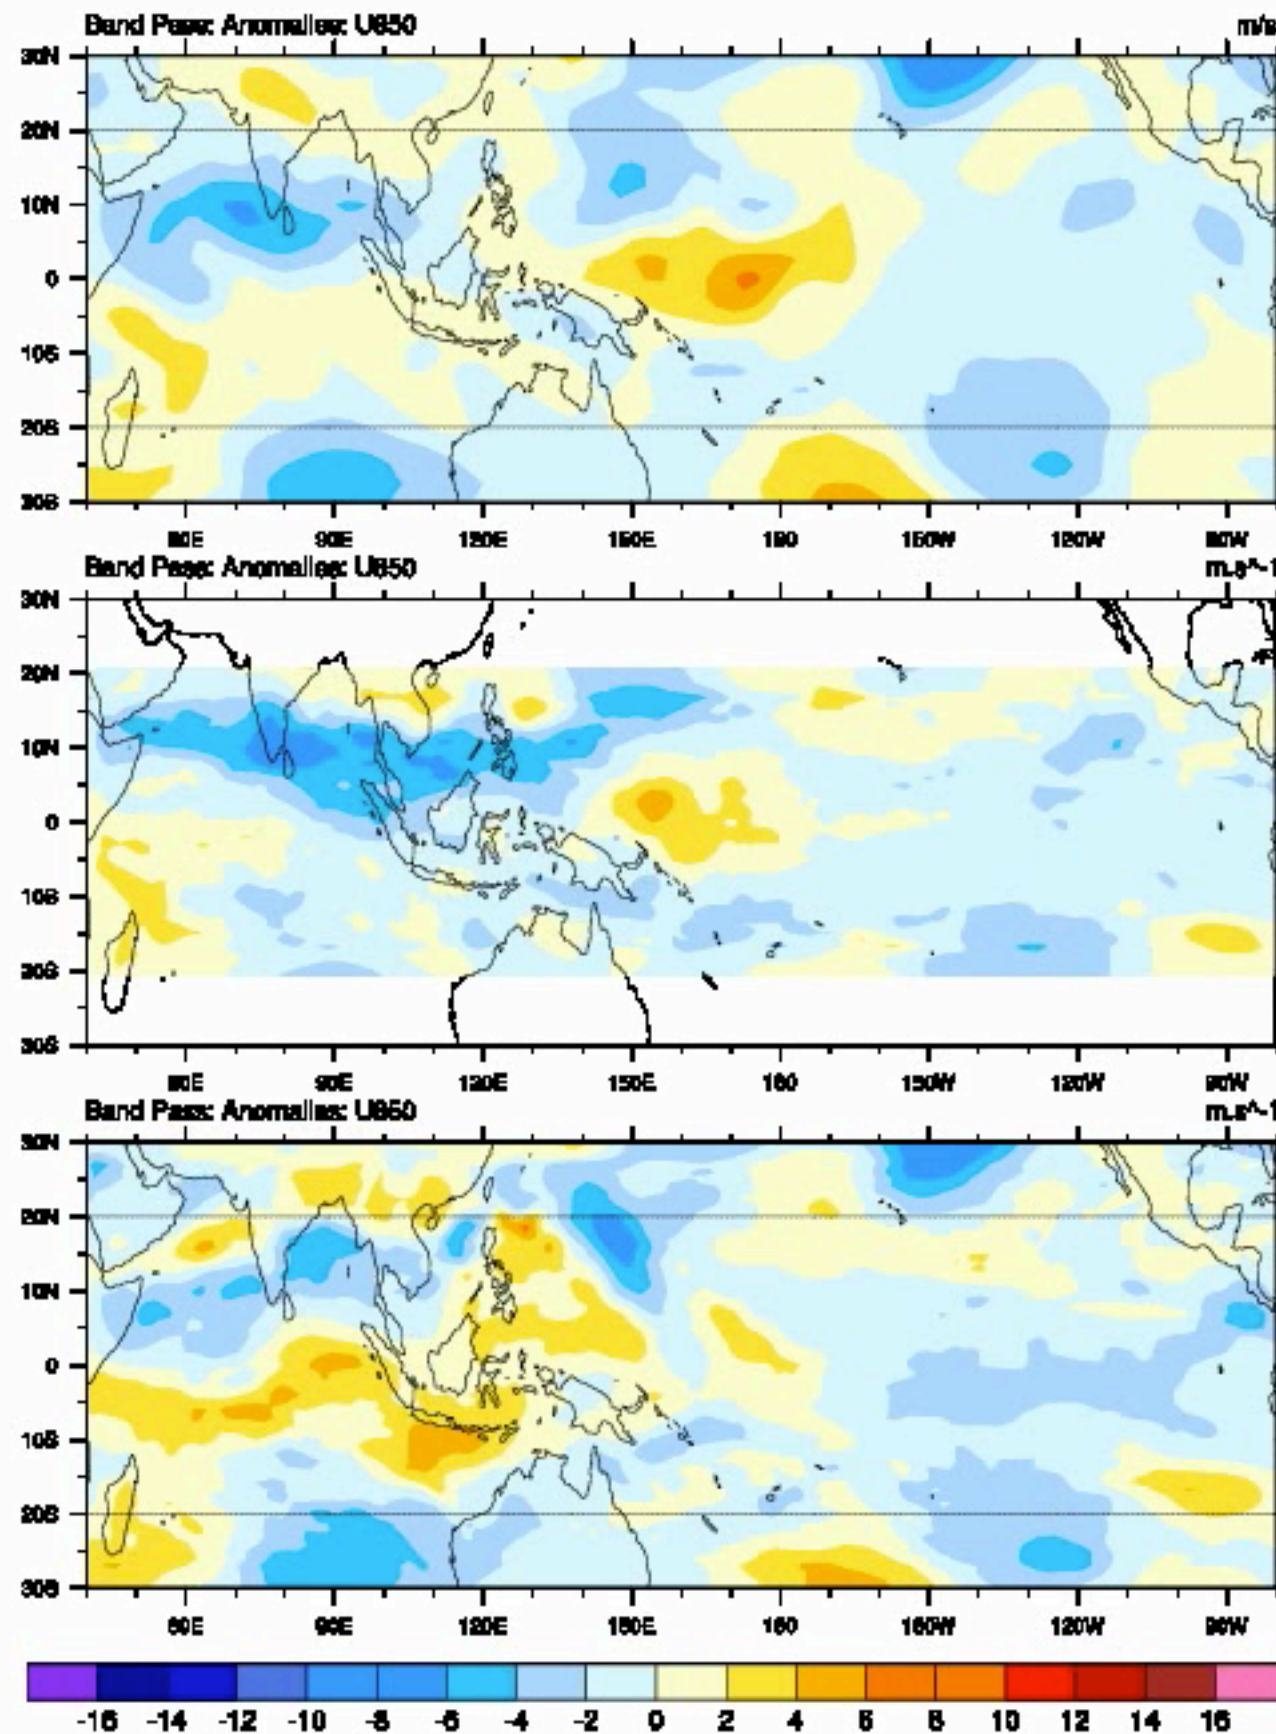 Band Pass: Anomalies: U850 m/s
30N
20N
10N
0
10S
20S
30S
60E 90E 120E 150E 180 150W 120W 90W
Band Pass: Anomalies: U850 m.s^-1
30N
20N
10N
0
10S
20S
30S
60E 90E 120E 150E 180 150W 120W 90W
Band Pass: Anomalies: U850 m.s^-1
30N
20N
10N
0
10S
20S
30S
60E 90E 120E 150E 180 150W 120W 90W
-16 -14 -12 -10 -8 -6 -4 -2 0 2 4 6 8 10 12 14 16